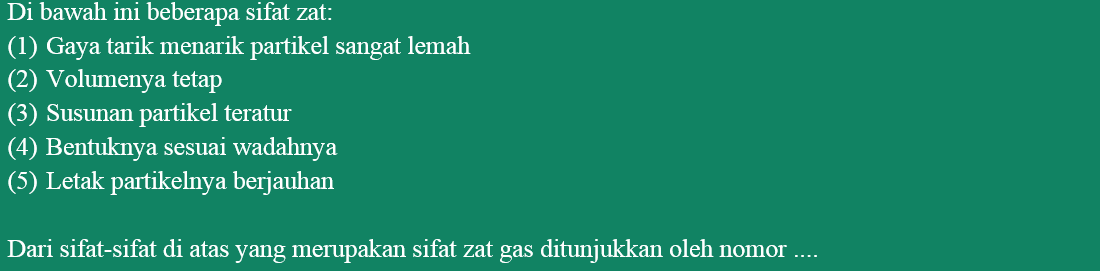 Di bawah ini beberapa sifat zat:
(1) Gaya tarik menarik partikel sangat lemah
(2) Volumenya tetap
(3) Susunan partikel teratur
(4) Bentuknya sesuai wadahnya
(5) Letak partikelnya berjauhan
Dari sifat-sifat di atas yang merupakan sifat zat gas ditunjukkan oleh nomor ....